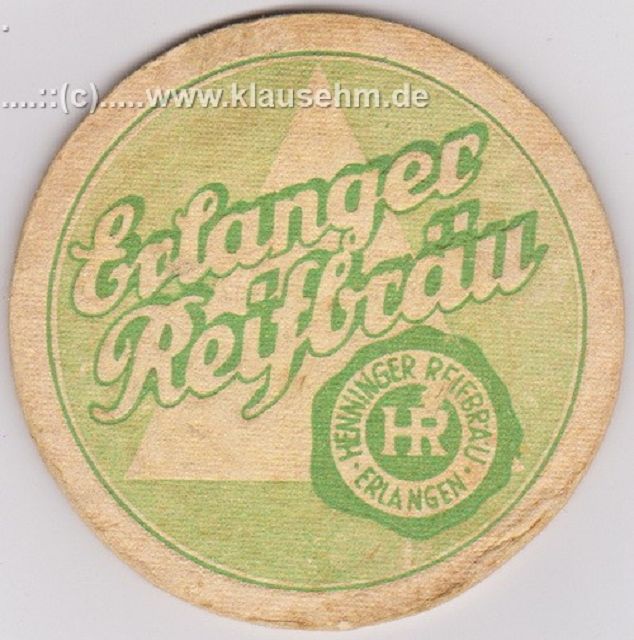 .....::(c).....www.klausehm.de
Erlanger
Reifbräu
HENNINGER REIFBRÄU
· ERLANGEN ·
HR